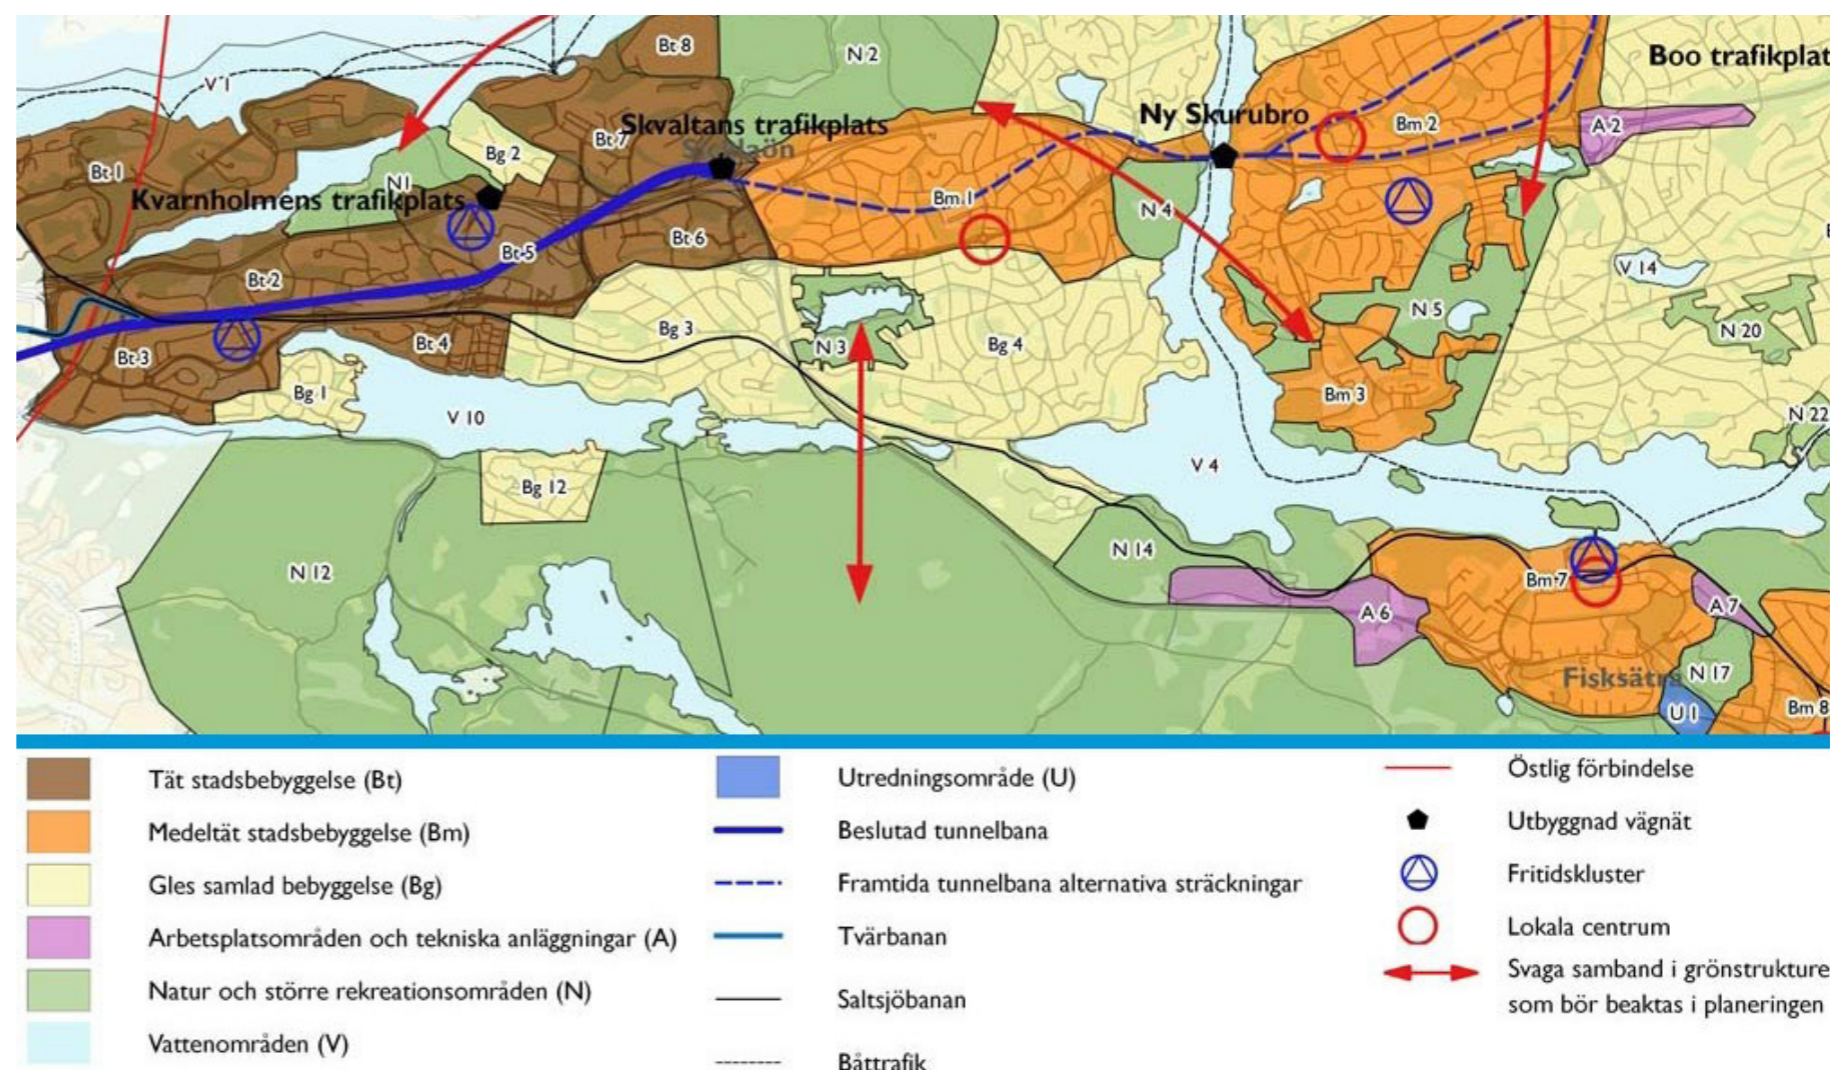 Bt 8
N 2
Boo trafikplat
V 1
Skvaltans trafikplats
Ny Skurubro
Bm 2
A 2
Bt 7
Bg 2
Bt 1
N1
Kvarnholmens trafikplats
Bm 1
N 4
Bt 6
Bt 5
Bt 2
V 14
N 5
N 20
Bg 3
N 3
Bg 4
Bt 4
Bt 3
Bg 1
Bm 3
V 10
N 22
V 4
Bg 12
N 14
N 12
Bm 7
A 6
A 7
Fisksätra
N 17
U 1
Bm 8
Tät stadsbebyggelse (Bt)
Medeltät stadsbebyggelse (Bm)
Gles samlad bebyggelse (Bg)
Arbetsplatsområden och tekniska anläggningar (A)
Natur och större rekreationsområden (N)
Vattenområden (V)
Utredningsområde (U)
Beslutad tunnelbana
Framtida tunnelbana alternativa sträckningar
Tvärbanan
Saltsjöbanan
Båttrafik
Östlig förbindelse
Utbyggnad vägnät
Fritidskluster
Lokala centrum
Svaga samband i grönstrukture
som bör beaktas i planeringen